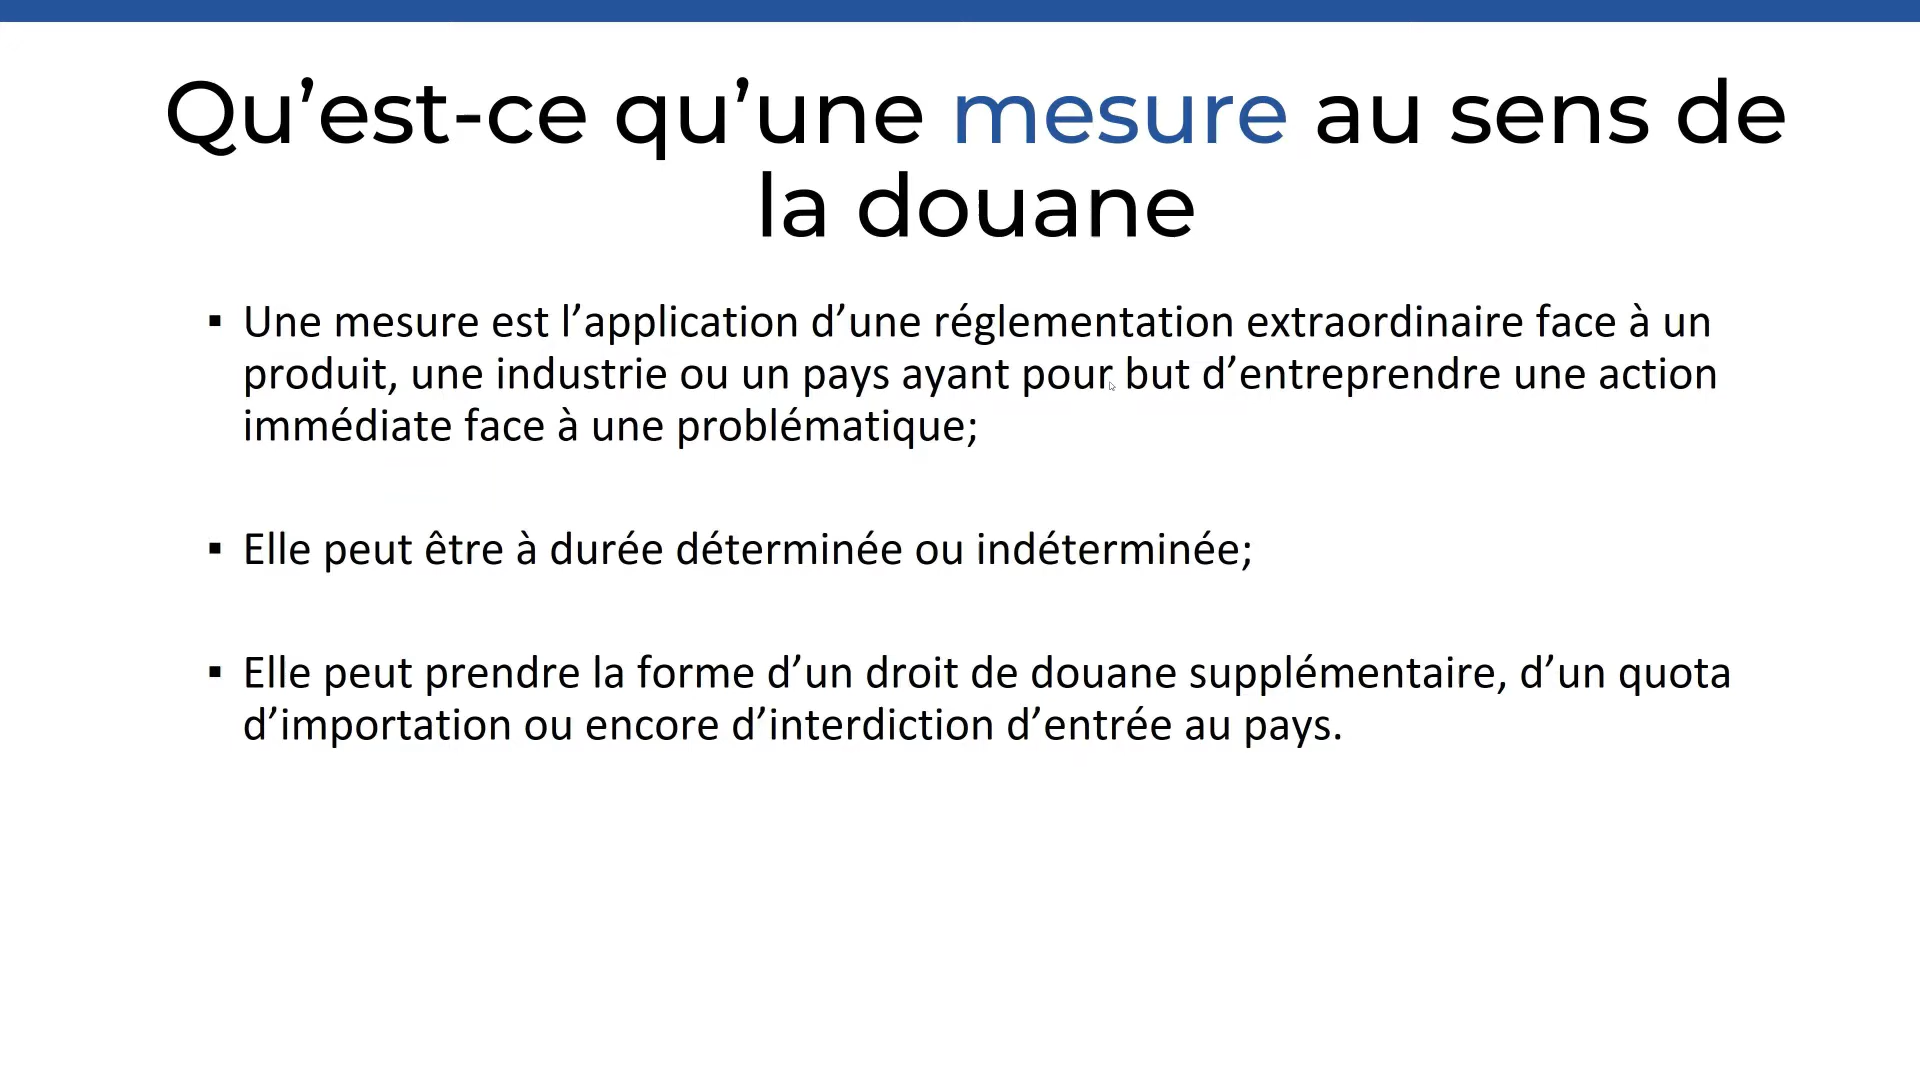 Qu’est-ce qu’une mesure au sens de
la douane
▪ Une mesure est l’application d’une réglementation extraordinaire face à un
produit, une industrie ou un pays ayant pour but d’entreprendre une action
immédiate face à une problématique;
▪ Elle peut être à durée déterminée ou indéterminée;
▪ Elle peut prendre la forme d’un droit de douane supplémentaire, d’un quota
d’importation ou encore d’interdiction d’entrée au pays.